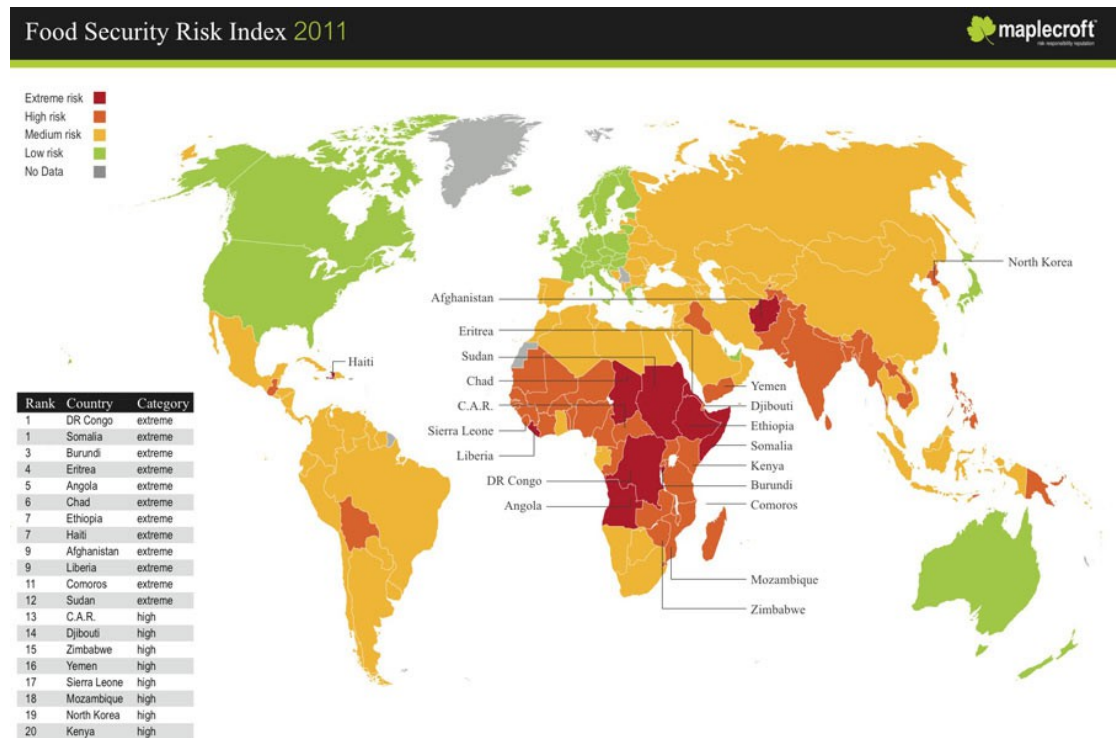 Food Security Risk Index 2011
maplecroft
risk responsibility reputation
Extreme risk
High risk
Medium risk
Low risk
No Data
North Korea
Afghanistan
Eritrea
Haiti
Sudan
Chad
Yemen
C.A.R.
Djibouti
Sierra Leone
Ethiopia
Liberia
Somalia
Kenya
DR Congo
Burundi
Angola
Comoros
Mozambique
Zimbabwe
Rank Country Category
1 DR Congo extreme
1 Somalia extreme
3 Burundi extreme
4 Eritrea extreme
5 Angola extreme
6 Chad extreme
7 Ethiopia extreme
7 Haiti extreme
9 Afghanistan extreme
9 Liberia extreme
11 Comoros extreme
12 Sudan extreme
13 C.A.R. high
14 Djibouti high
15 Zimbabwe high
16 Yemen high
17 Sierra Leone high
18 Mozambique high
19 North Korea high
20 Kenya high